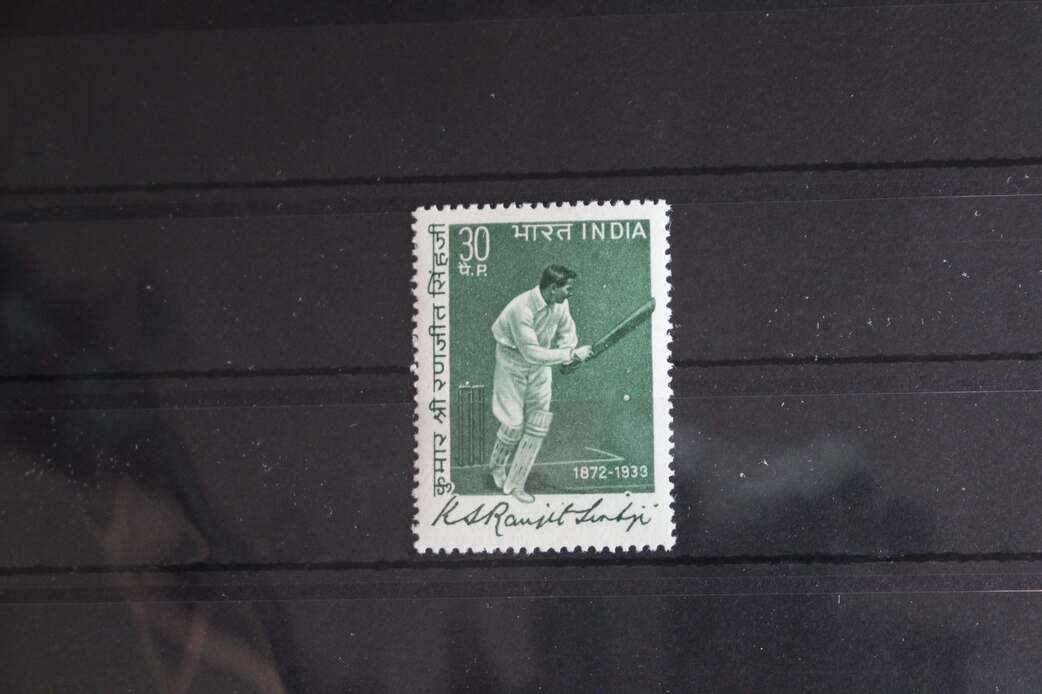 30 भारत INDIA
पै. P.
कुमार श्री रणजीत सिंहजी
1872-1933
K S Ranjit Sinhji